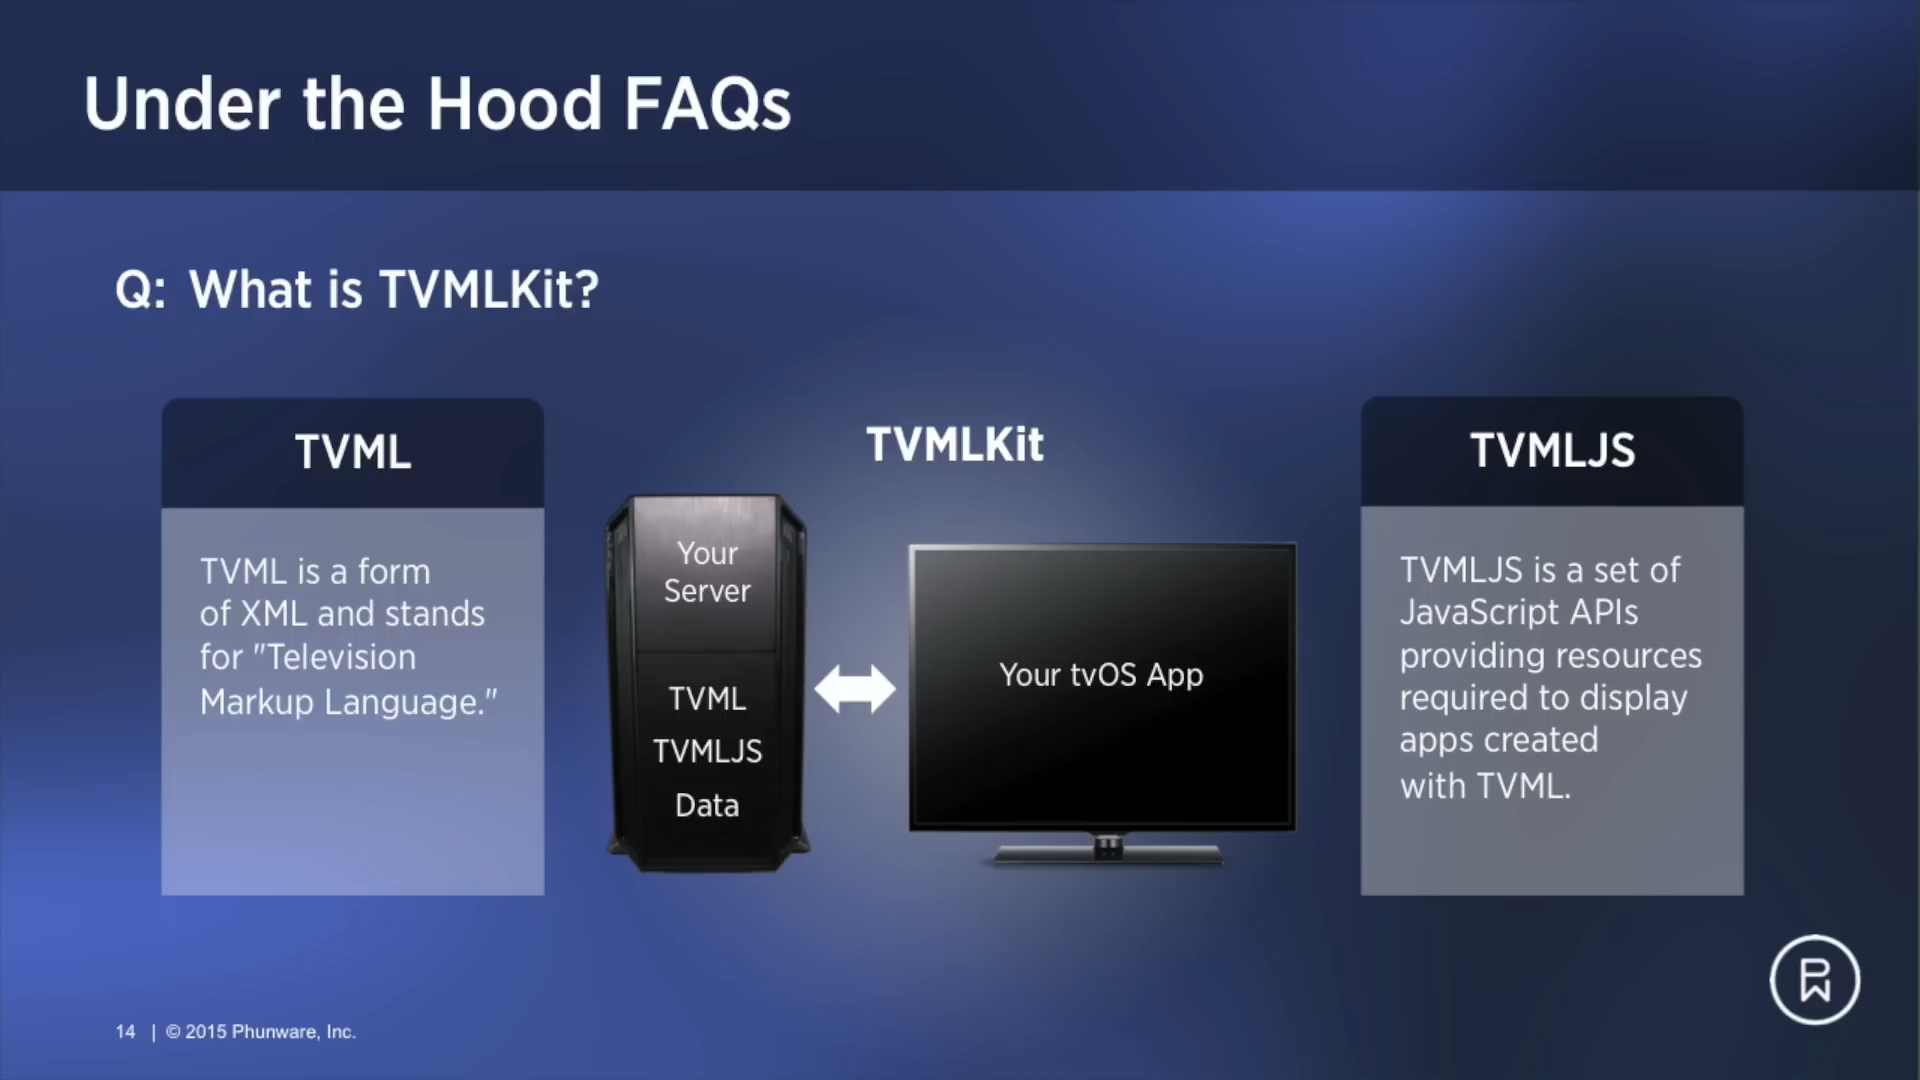 Under the Hood FAQs
Q: What is TVMLKit?
TVML
TVML is a form
of XML and stands
for "Television
Markup Language."
TVMLKit
Your
Server
TVML
TVMLJS
Data
Your tvOS App
TVMLJS
TVMLJS is a set of
JavaScript APIs
providing resources
required to display
apps created
with TVML.
14 | © 2015 Phunware, Inc.
PW